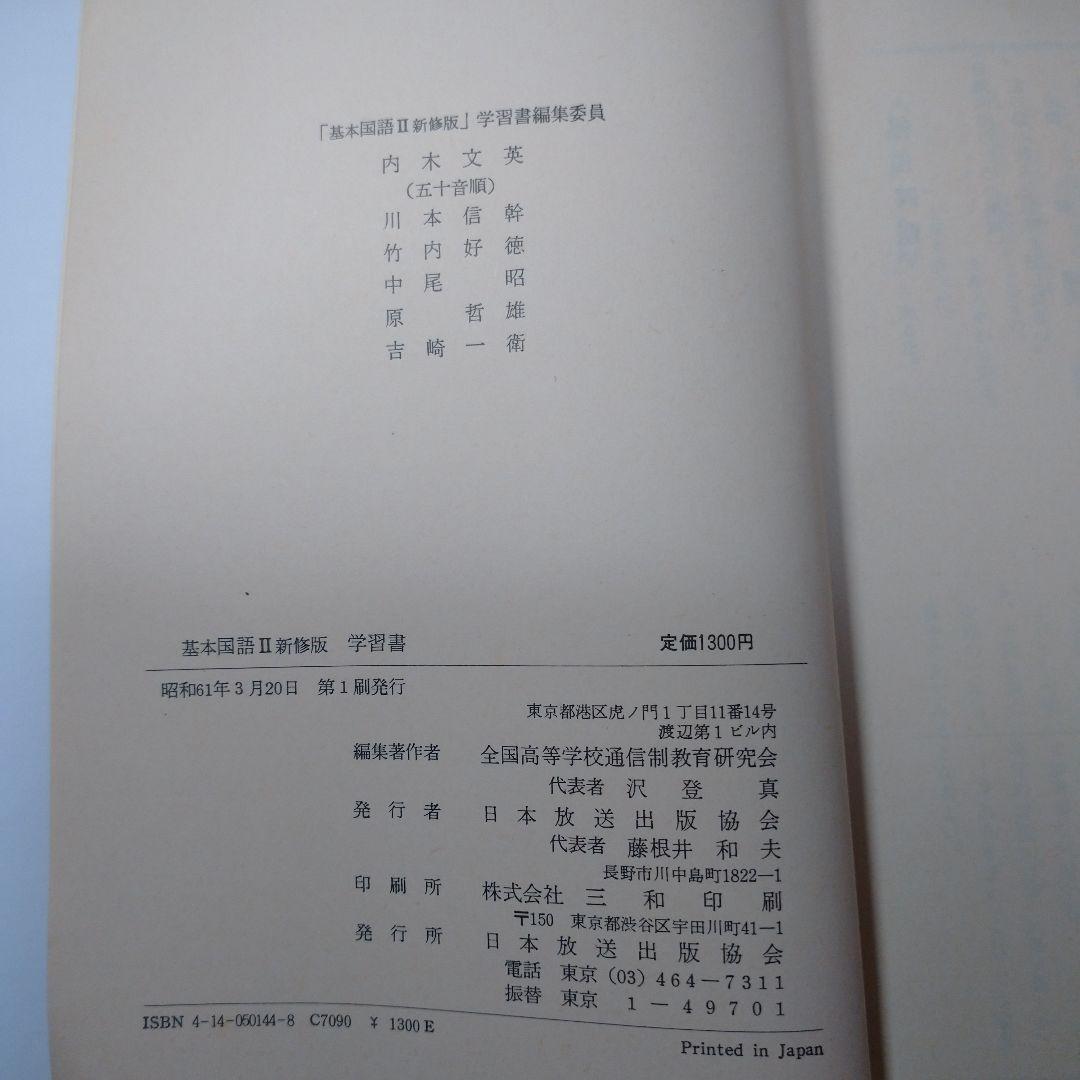 「基本国語Ⅱ新修版」学習書編集委員
内木文英
（五十音順）
川本信幹
竹内好徳
中尾 昭
原 哲雄
吉崎一衛
基本国語Ⅱ新修版 学習書 定価1300円
昭和61年3月20日 第1刷発行
東京都港区虎ノ門1丁目11番14号
渡辺第1ビル内
編集著作者 全国高等学校通信制教育研究会
代表者 沢 登 真
発行者 日本放送出版協会
代表者 藤根井 和夫
長野市川中島町1822—1
印刷所 株式会社 三和印刷
〒150 東京都渋谷区宇田川町41—1
発行所 日本放送出版協会
電話 東京 (03) 464—7311
振替 東京 1—49701
ISBN 4-14-050144-8 C7090 ¥ 1300E
Printed in Japan